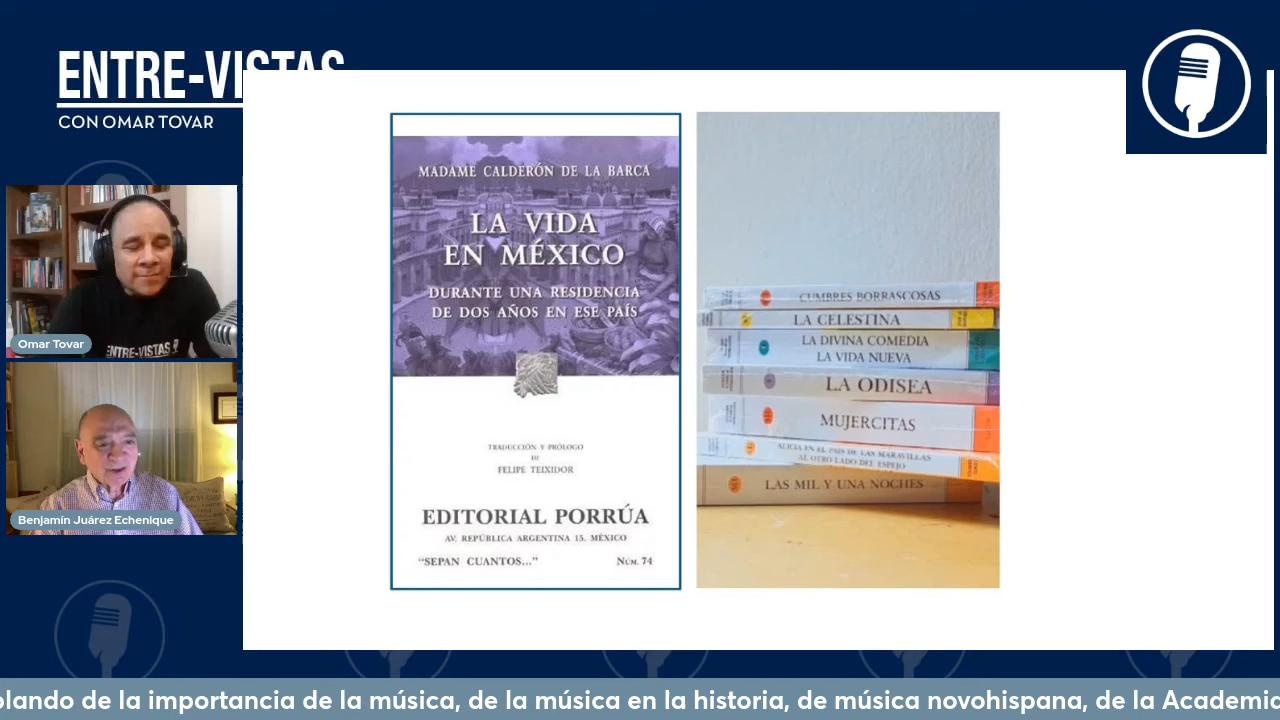 ENTRE-VISTAS
CON OMAR TOVAR
Omar Tovar
ENTRE-VISTAS
Benjamín Juárez Echenique
MADAME CALDERÓN DE LA BARCA
LA VIDA
EN MÉXICO
DURANTE UNA RESIDENCIA
DE DOS AÑOS EN ESE PAÍS
TRADUCCIÓN Y PRÓLOGO
DE
FELIPE TEIXIDOR
EDITORIAL PORRÚA
AV. REPÚBLICA ARGENTINA 15. MÉXICO
“SEPAN CUANTOS...” NÚM. 74
CUMBRES BORRASCOSAS
LA CELESTINA
LA DIVINA COMEDIA
LA VIDA NUEVA
LA ODISEA
MUJERCITAS
ALICIA EN EL PAÍS DE LAS MARAVILLAS
AL OTRO LADO DEL ESPEJO
LAS MIL Y UNA NOCHES
blando de la importancia de la música, de la música en la historia, de música novohispana, de la Academic